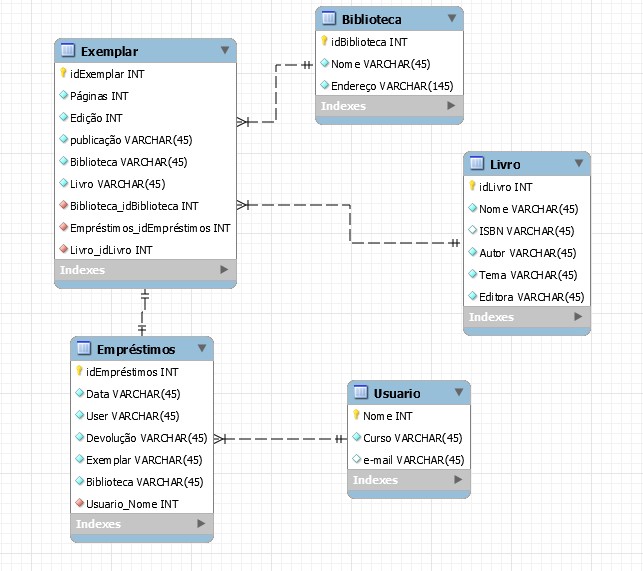 Biblioteca
idBiblioteca INT
Nome VARCHAR(45)
Endereço VARCHAR(145)
Indexes
Exemplar
idExemplar INT
Páginas INT
Edição INT
publicação VARCHAR(45)
Biblioteca VARCHAR(45)
Livro VARCHAR(45)
Biblioteca_idBiblioteca INT
Empréstimos_idEmpréstimos INT
Livro_idLivro INT
Indexes
Livro
idLivro INT
Nome VARCHAR(45)
ISBN VARCHAR(45)
Autor VARCHAR(45)
Tema VARCHAR(45)
Editora VARCHAR(45)
Indexes
Empréstimos
idEmpréstimos INT
Data VARCHAR(45)
User VARCHAR(45)
Devolução VARCHAR(45)
Exemplar VARCHAR(45)
Biblioteca VARCHAR(45)
Usuario_Nome INT
Indexes
Usuario
Nome INT
Curso VARCHAR(45)
e-mail VARCHAR(45)
Indexes